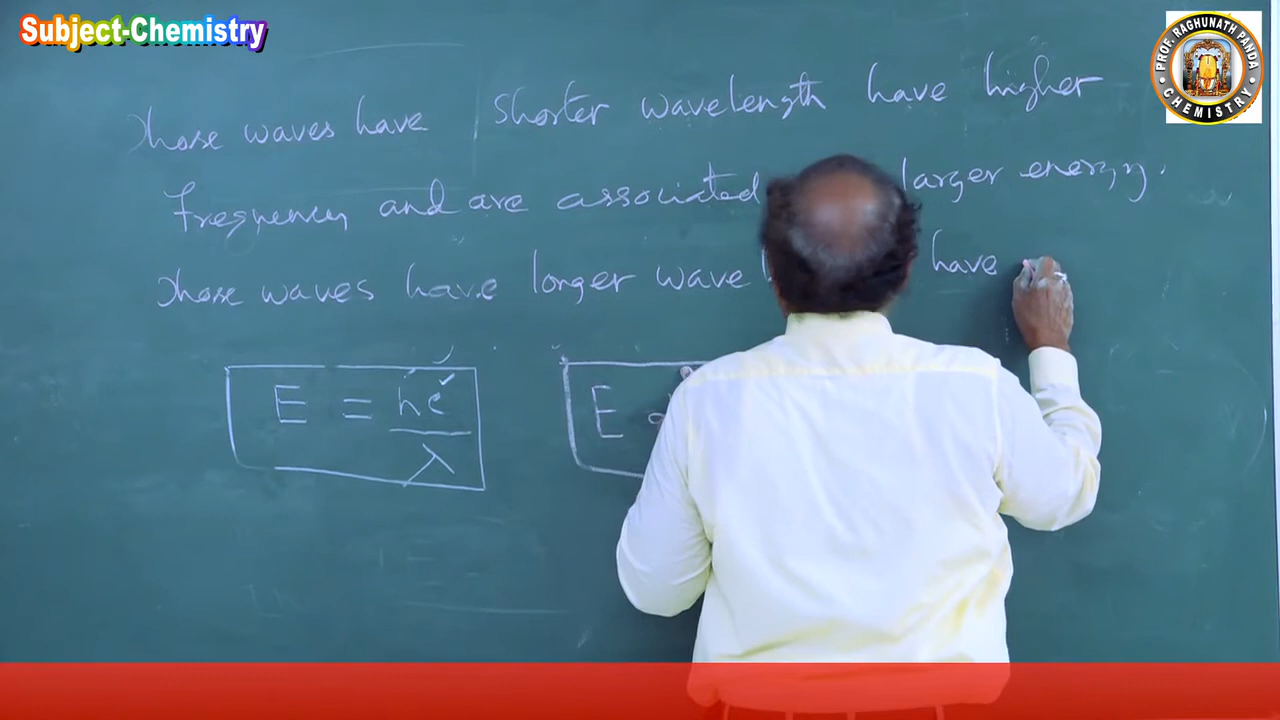 Subject-Chemistry
PROF. RAGHUNATH PANDA
CHEMISTRY
Those waves have shorter wavelength have higher
frequency and are associated larger energy.
Those waves have longer wave have
E = hc
λ
E